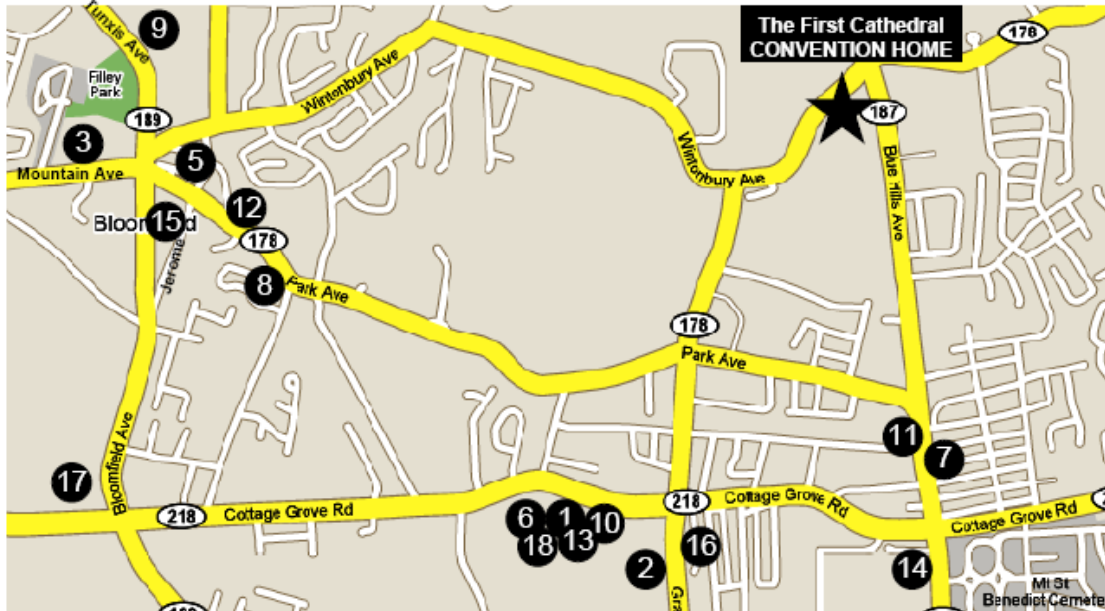 The First Cathedral
CONVENTION HOME
178
Tunxis Ave
9
Filley
Park
189
187
Wintonbury Ave
3
5
Mountain Ave
Wintonbury Ave
Blue Hills Ave
12
15
178
Jerome
8
Park Ave
178
Park Ave
11
7
17
Bloomfield Ave
218
Cottage Grove Rd
218
Cottage Grove Rd
Cottage Grove Rd
6
1
10
18
13
16
2
14
Gra
Mt St
Benedict Cemete